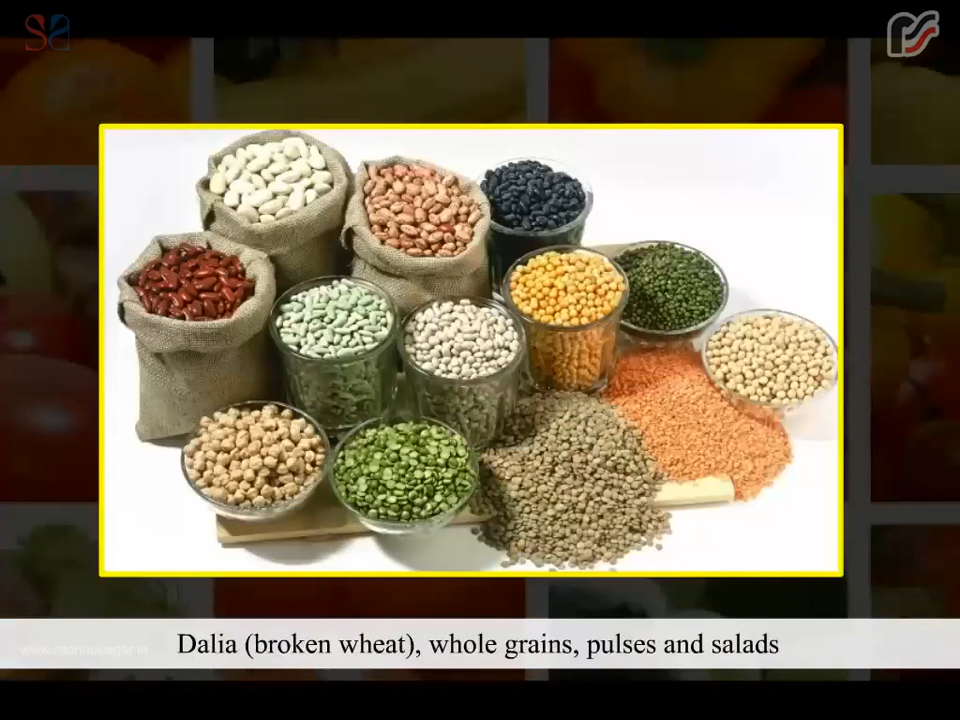 Dalia (broken wheat), whole grains, pulses and salads